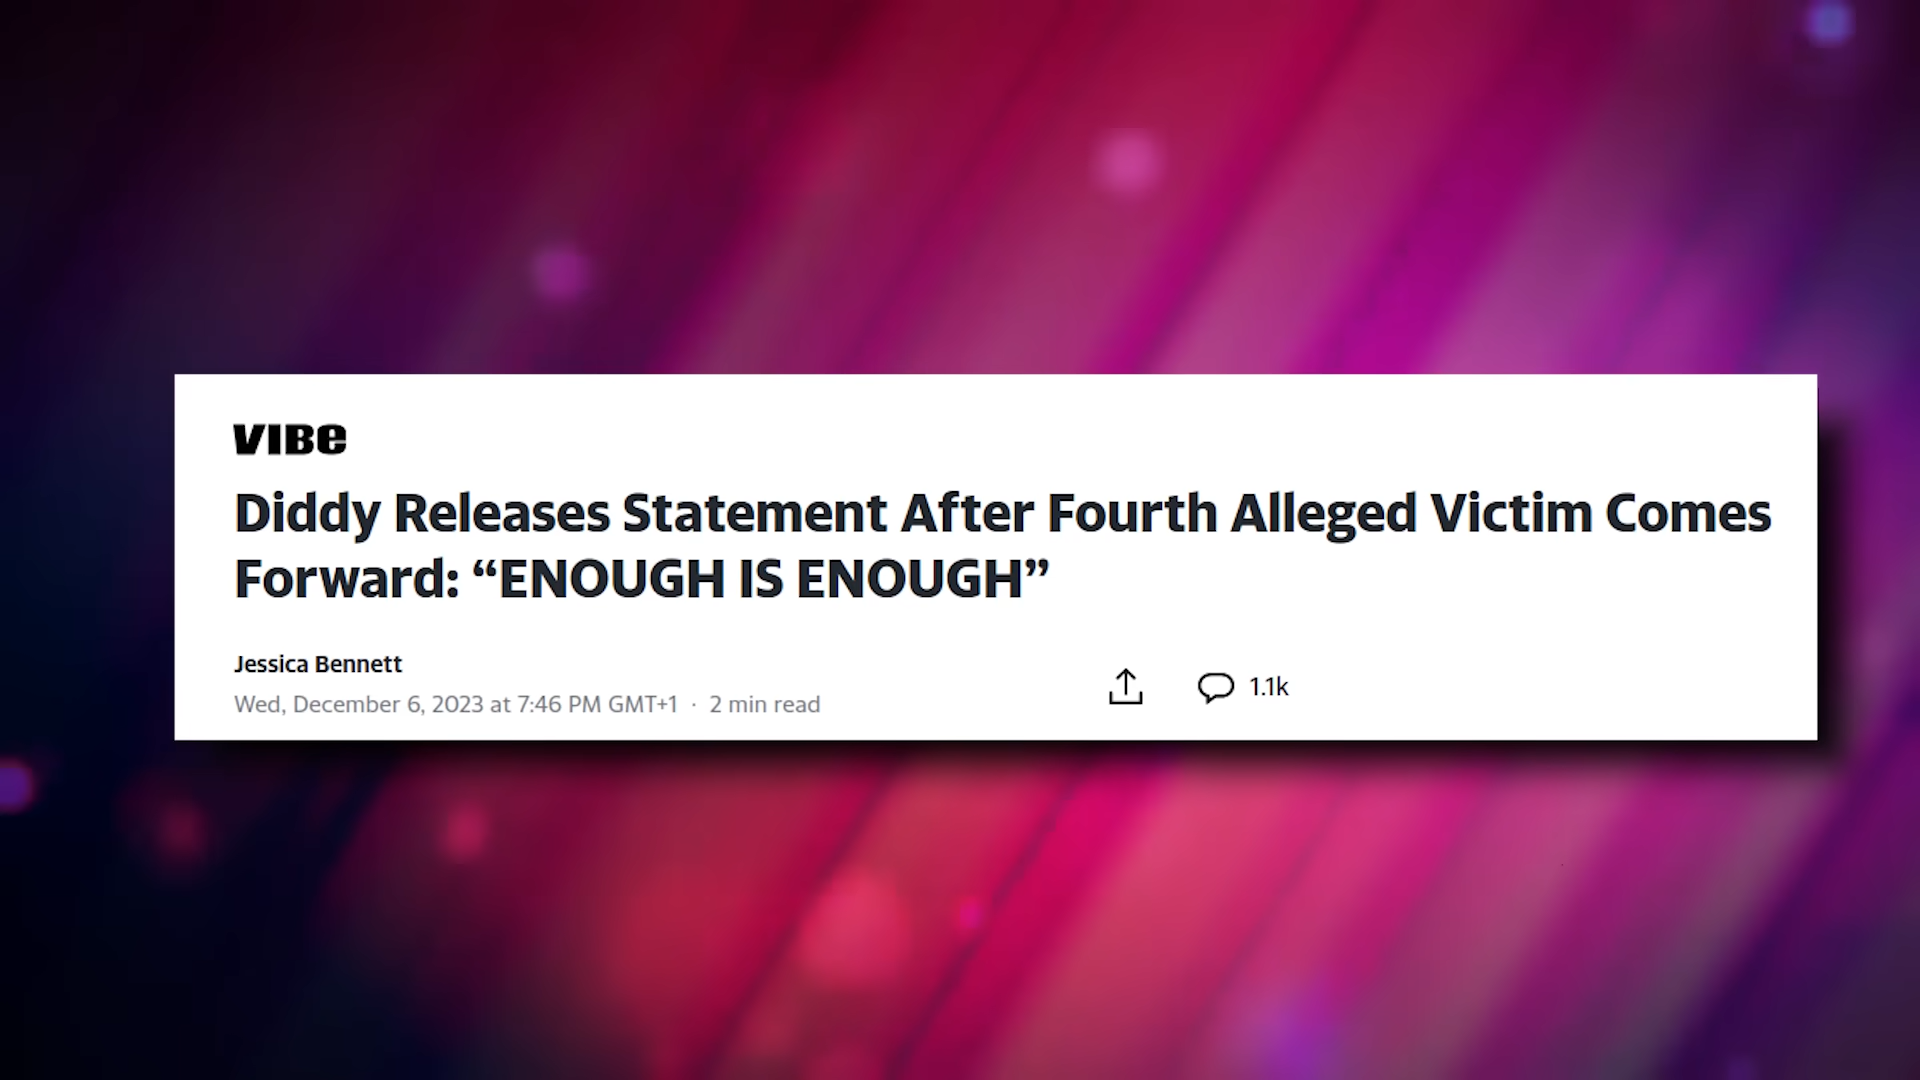 VIBE
Diddy Releases Statement After Fourth Alleged Victim Comes
Forward: “ENOUGH IS ENOUGH”
Jessica Bennett
Wed, December 6, 2023 at 7:46 PM GMT+1 · 2 min read
1.1k